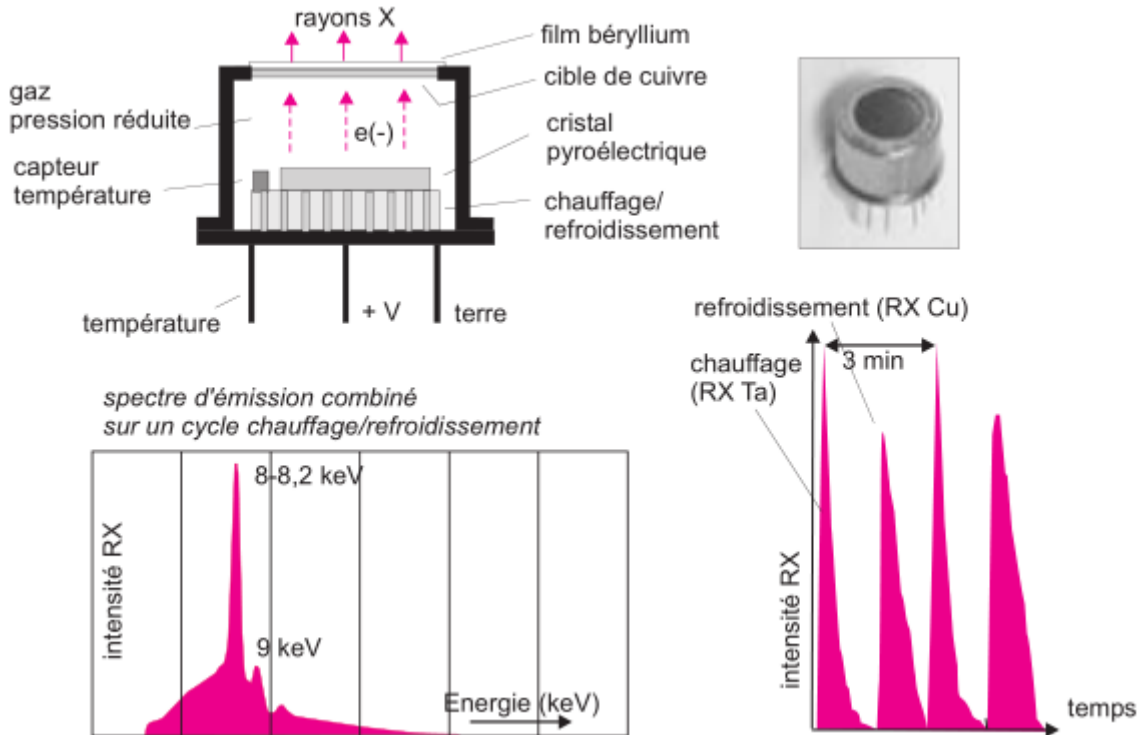 rayons X
film béryllium
cible de cuivre
gaz
pression réduite
e(-)
cristal
pyroélectrique
capteur
température
chauffage/
refroidissement
température
+ V
terre
refroidissement (RX Cu)
3 min
chauffage
(RX Ta)
intensité RX
temps
spectre d'émission combiné
sur un cycle chauffage/refroidissement
8-8,2 keV
intensité RX
9 keV
Energie (keV)